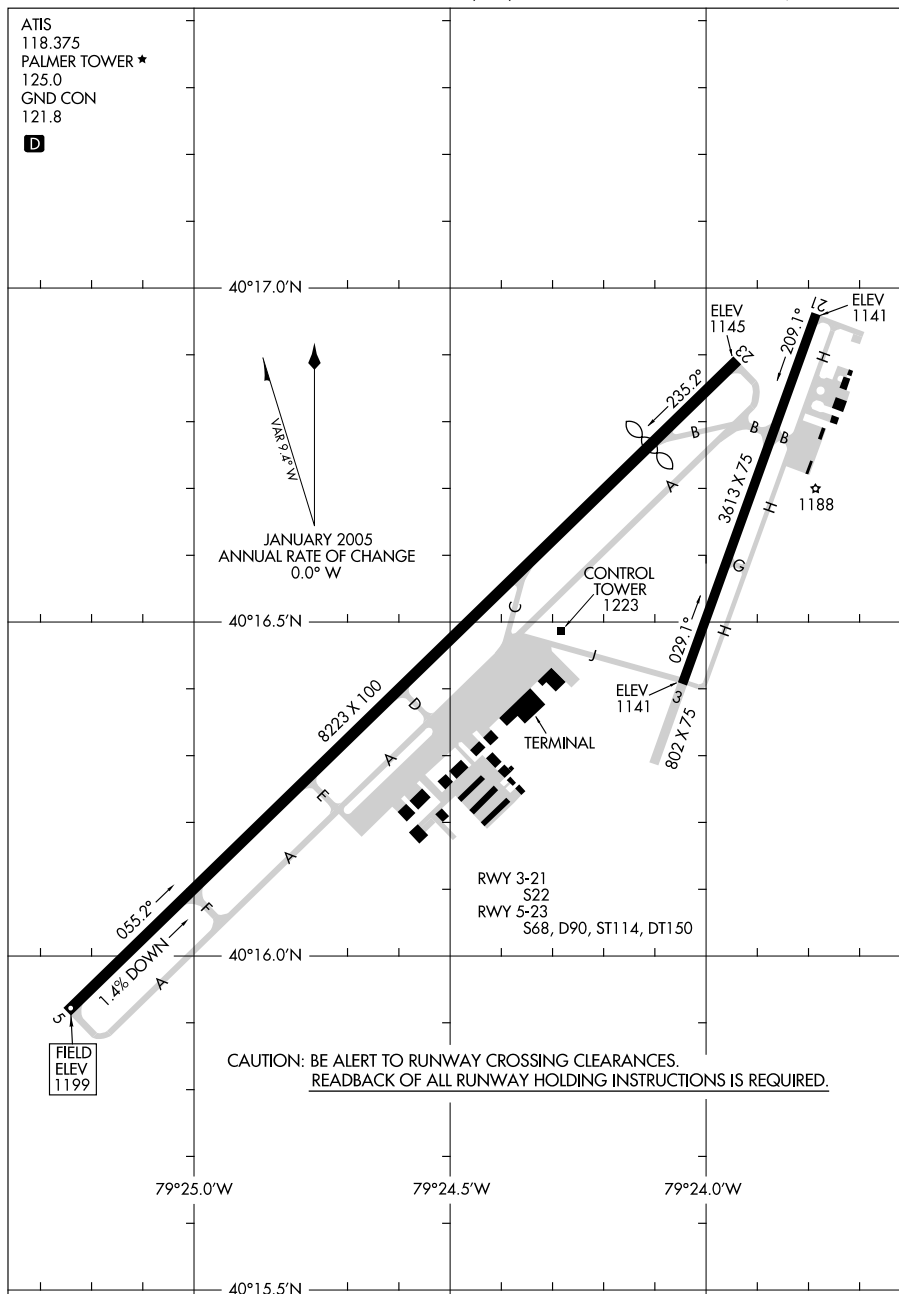 ATIS
118.375
PALMER TOWER ★
125.0
GND CON
121.8
D
40°17.0'N
ELEV
1145
23
21
ELEV
1141
235.2°
209.1°
H
VAR 9.4° W
B
B
B
A
3613 X 75
H
1188
JANUARY 2005
ANNUAL RATE OF CHANGE
0.0° W
G
CONTROL
TOWER
1223
C
40°16.5'N
029.1°
H
J
ELEV
1141
3
802 X 75
8223 X 100
D
TERMINAL
A
E
A
RWY 3-21
S22
RWY 5-23
S68, D90, ST114, DT150
055.2°
F
1.4% DOWN
A
40°16.0'N
5
FIELD
ELEV
1199
CAUTION: BE ALERT TO RUNWAY CROSSING CLEARANCES.
READBACK OF ALL RUNWAY HOLDING INSTRUCTIONS IS REQUIRED.
79°25.0'W
79°24.5'W
79°24.0'W
40°15.5'N